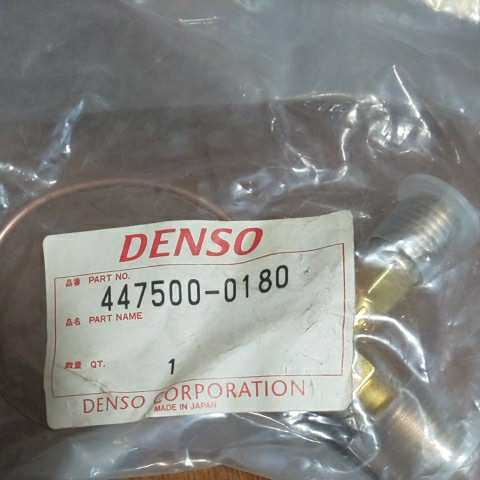 DENSO
品番 PART NO.
447500-0180
品名 PART NAME
数量 QT. 1
DENSO CORPORATION
MADE IN JAPAN